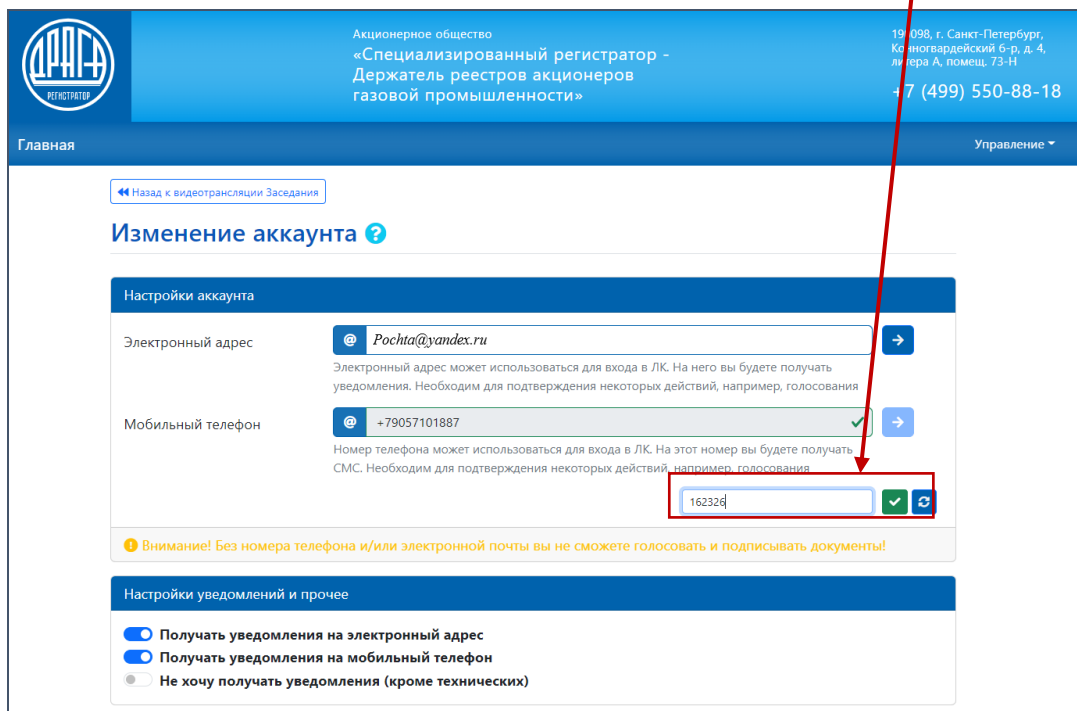 ДРАГА
РЕГИСТРАТОР
Акционерное общество
«Специализированный регистратор -
Держатель реестров акционеров
газовой промышленности»
190098, г. Санкт-Петербург,
Конногвардейский б-р, д. 4,
литера А, помещ. 73-Н
+7 (499) 550-88-18
Главная
Управление
Назад к видеотрансляции Заседания
Изменение аккаунта ?
Настройки аккаунта
Электронный адрес
@ Pochta@yandex.ru
Электронный адрес может использоваться для входа в ЛК. На него вы будете получать
уведомления. Необходим для подтверждения некоторых действий, например, голосования
Мобильный телефон
@ +79057101887
Номер телефона может использоваться для входа в ЛК. На этот номер вы будете получать
СМС. Необходим для подтверждения некоторых действий, например, голосования
162326
Внимание! Без номера телефона и/или электронной почты вы не сможете голосовать и подписывать документы!
Настройки уведомлений и прочее
Получать уведомления на электронный адрес
Получать уведомления на мобильный телефон
Не хочу получать уведомления (кроме технических)